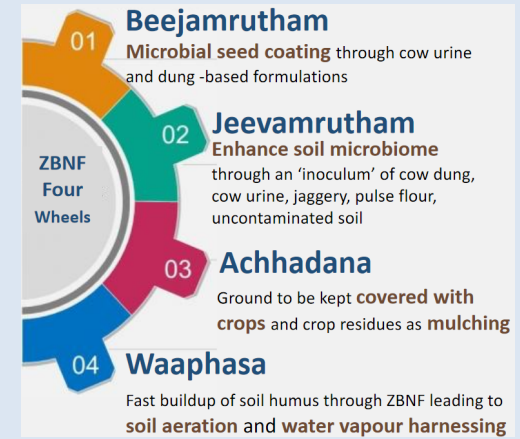 ZBNF
Four
Wheels
01
Beejamrutham
Microbial seed coating through cow urine
and dung -based formulations
02
Jeevamrutham
Enhance soil microbiome
through an ‘inoculum’ of cow dung,
cow urine, jaggery, pulse flour,
uncontaminated soil
03
Achhadana
Ground to be kept covered with
crops and crop residues as mulching
04
Waaphasa
Fast buildup of soil humus through ZBNF leading to
soil aeration and water vapour harnessing